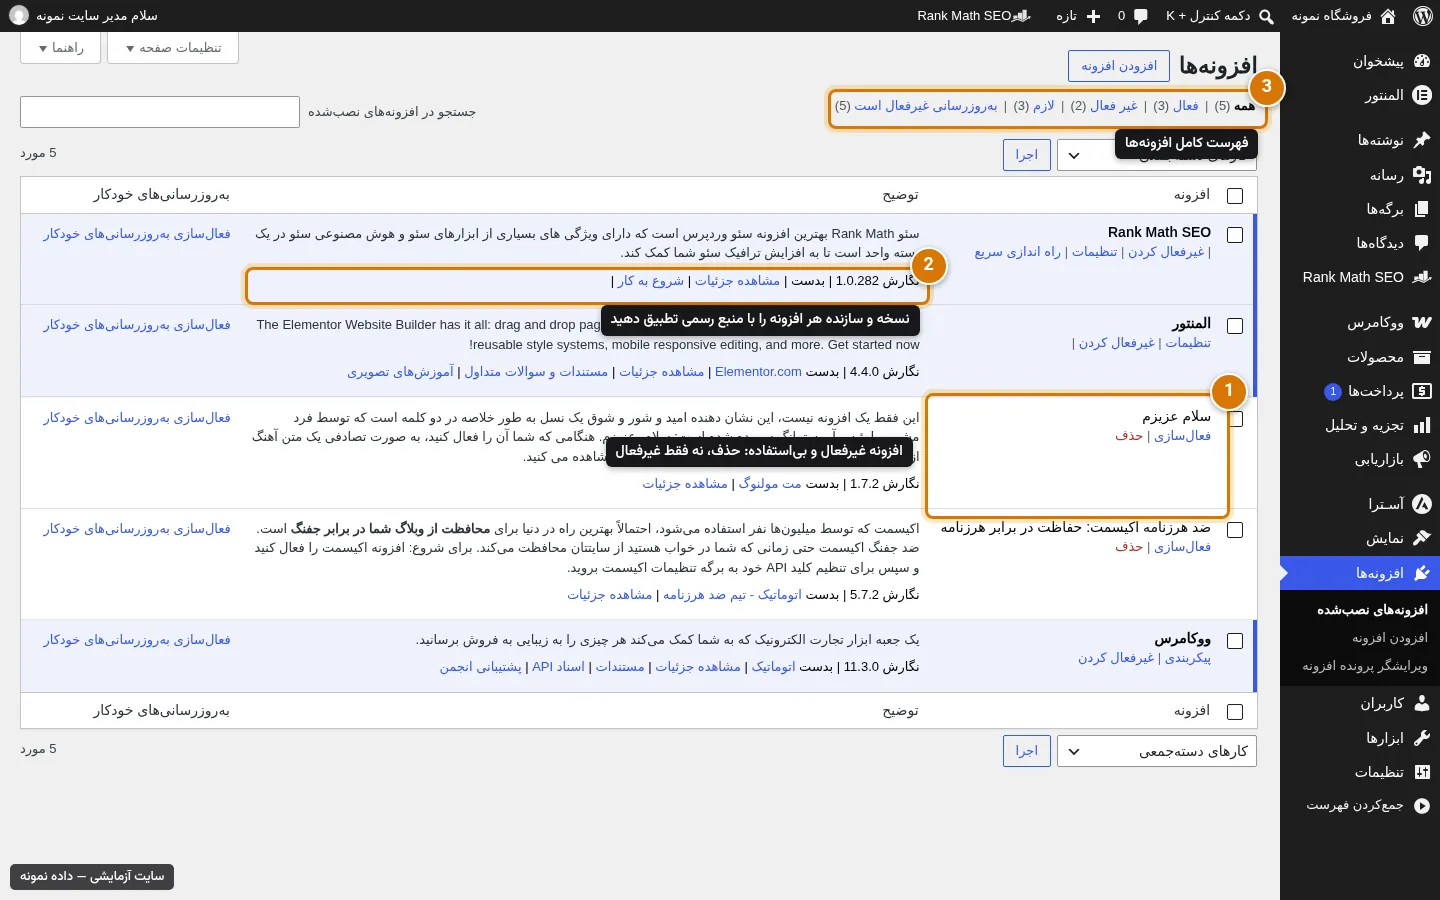 فروشگاه نمونه
دکمه کنترل + K
0
تازه
Rank Math SEO
سلام مدیر سایت نمونه
پیشخوان
المنتور
نوشته‌ها
رسانه
برگه‌ها
دیدگاه‌ها
Rank Math SEO
ووکامرس
محصولات
پرداخت‌ها 1
تجزیه و تحلیل
بازاریابی
آسترا
نمایش
افزونه‌ها
افزونه‌های نصب‌شده
افزودن افزونه
ویرایشگر پرونده افزونه
کاربران
ابزارها
تنظیمات
جمع‌کردن فهرست
تنظیمات صفحه
راهنما
افزونه‌ها
افزودن افزونه
3
همه (5) | فعال (3) | غیر فعال (2) | لازم (3) | به‌روزرسانی غیرفعال است (5)
جستجو در افزونه‌های نصب‌شده
فهرست کامل افزونه‌ها
اجرا
5 مورد
افزونه
توضیح
به‌روزرسانی‌های خودکار
Rank Math SEO
| غیرفعال کردن | تنظیمات | راه اندازی سریع
سئو Rank Math بهترین افزونه سئو وردپرس است که دارای ویژگی های بسیاری از ابزارهای سئو و هوش مصنوعی سئو در یک
بسته واحد است تا به افزایش ترافیک سئو شما کمک کند.
2
نگارش 1.0.282 | بدست | مشاهده جزئیات | شروع به کار |
فعال‌سازی به‌روزرسانی‌های خودکار
نسخه و سازنده هر افزونه را با منبع رسمی تطبیق دهید
المنتور
تنظیمات | غیرفعال کردن |
The Elementor Website Builder has it all: drag and drop pag
reusable style systems, mobile responsive editing, and more. Get started now!
نگارش 4.4.0 | بدست Elementor.com | مشاهده جزئیات | مستندات و سوالات متداول | آموزش‌های تصویری
فعال‌سازی به‌روزرسانی‌های خودکار
1
سلام عزیزم
فعال‌سازی | حذف
این فقط یک افزونه نیست، این نشان دهنده امید و شور و شوق یک نسل به طور خلاصه در دو کلمه است که توسط فرد
هنگامی که شما آن را فعال کنید، به صورت تصادفی یک متن آهنگ
مشاهده می کنید.
افزونه غیرفعال و بی‌استفاده: حذف، نه فقط غیرفعال
نگارش 1.7.2 | بدست مت مولنوگ | مشاهده جزئیات
فعال‌سازی به‌روزرسانی‌های خودکار
ضد هرزنامه اکیسمت: حفاظت در برابر هرزنامه
فعال‌سازی | حذف
اکیسمت که توسط میلیون‌ها نفر استفاده می‌شود، احتمالاً بهترین راه در دنیا برای محافظت از وبلاگ شما در برابر جفنگ است.
ضد جفنگ اکیسمت حتی زمانی که شما در خواب هستید از سایتتان محافظت می‌کند. برای شروع: افزونه اکیسمت را فعال کنید
و سپس برای تنظیم کلید API خود به برگه تنظیمات اکیسمت بروید.
نگارش 5.7.2 | بدست اتوماتیک - تیم ضد هرزنامه | مشاهده جزئیات
فعال‌سازی به‌روزرسانی‌های خودکار
ووکامرس
پیکربندی | غیرفعال کردن
یک جعبه ابزار تجارت الکترونیک که به شما کمک می‌کند هر چیزی را به زیبایی به فروش برسانید.
نگارش 11.3.0 | بدست اتوماتیک | مشاهده جزئیات | مستندات | اسناد API | پشتیبانی انجمن
فعال‌سازی به‌روزرسانی‌های خودکار
افزونه
توضیح
به‌روزرسانی‌های خودکار
کارهای دسته‌جمعی
اجرا
5 مورد
سایت آزمایشی – داده نمونه